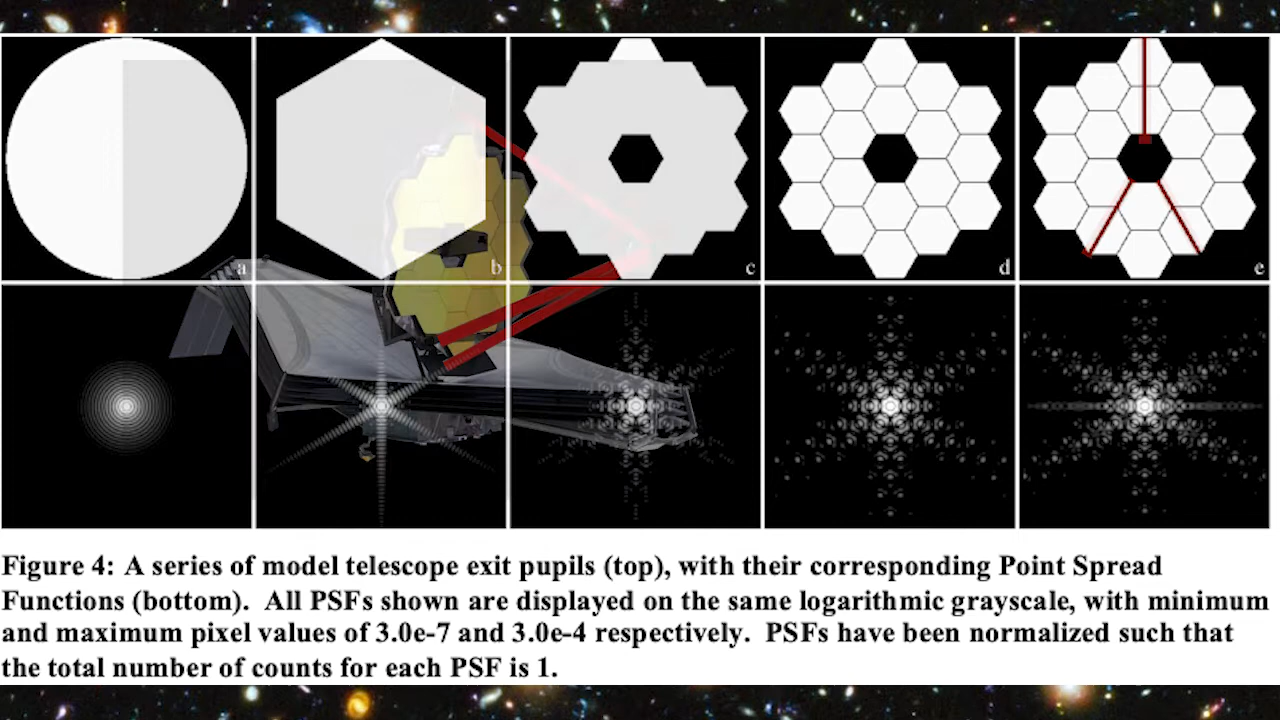 a b c d e
Figure 4: A series of model telescope exit pupils (top), with their corresponding Point Spread
Functions (bottom). All PSFs shown are displayed on the same logarithmic grayscale, with minimum
and maximum pixel values of 3.0e-7 and 3.0e-4 respectively. PSFs have been normalized such that
the total number of counts for each PSF is 1.